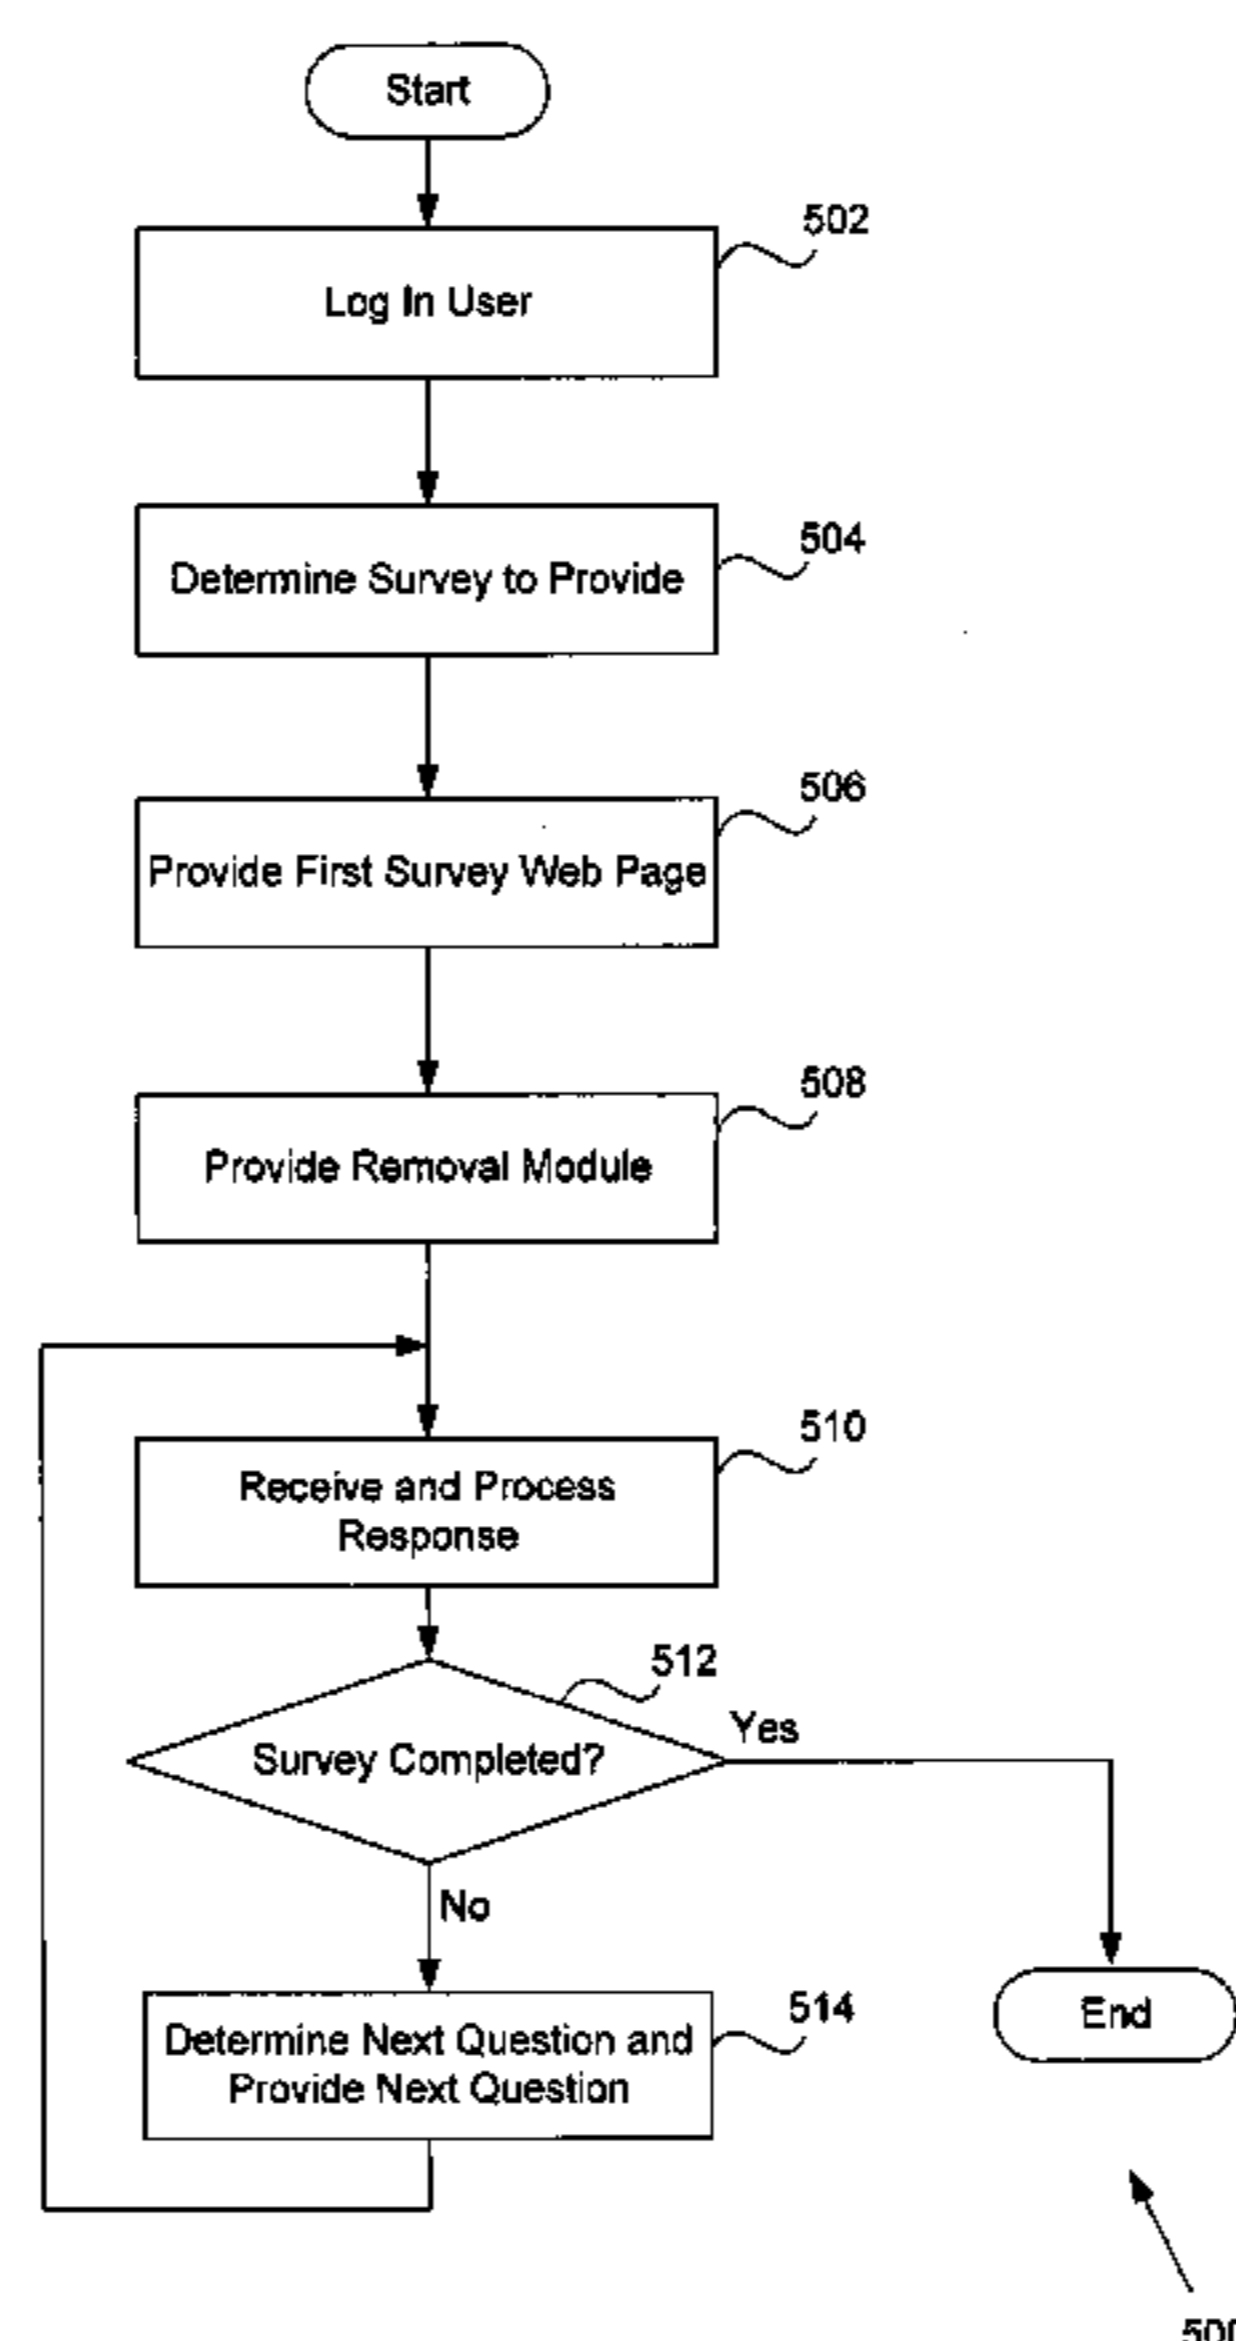 Start
502
Log In User
504
Determine Survey to Provide
506
Provide First Survey Web Page
508
Provide Removal Module
510
Receive and Process
Response
512
Survey Completed?
Yes
No
514
Determine Next Question and
Provide Next Question
End
500